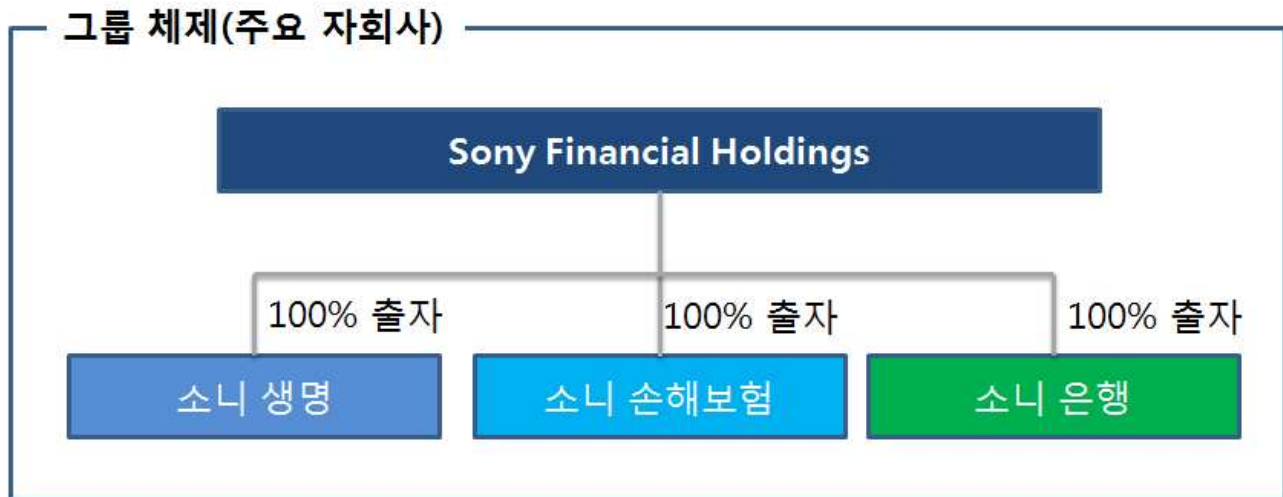 그룹 체제(주요 자회사)
Sony Financial Holdings
100% 출자 100% 출자 100% 출자
소니 생명 소니 손해보험 소니 은행